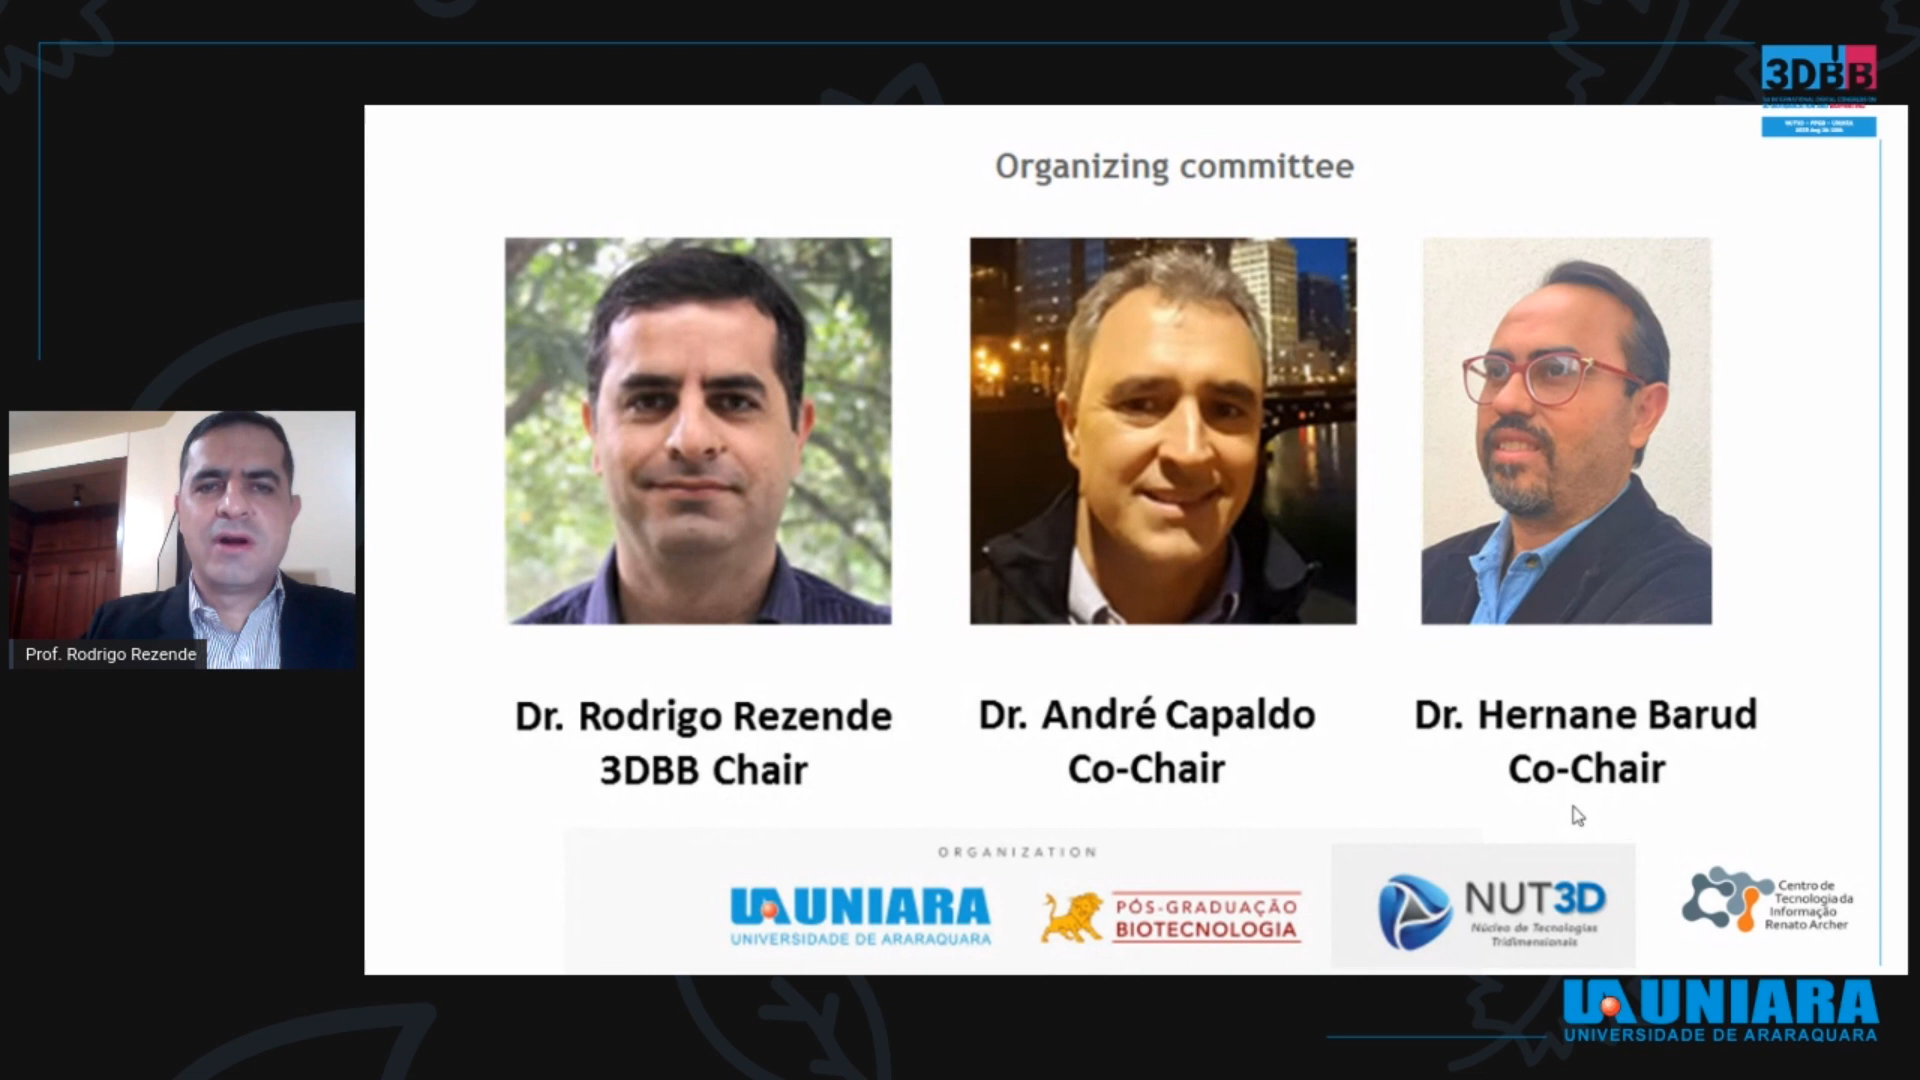 3DBB
Organizing committee
Prof. Rodrigo Rezende
Dr. Rodrigo Rezende
3DBB Chair
Dr. André Capaldo
Co-Chair
Dr. Hernane Barud
Co-Chair
ORGANIZATION
UNIARA
UNIVERSIDADE DE ARARAQUARA
PÓS-GRADUAÇÃO
BIOTECNOLOGIA
NUT3D
Núcleo de Tecnologias
Tridimensionais
Centro de
Tecnologia da
Informação
Renato Archer
UNIARA
UNIVERSIDADE DE ARARAQUARA